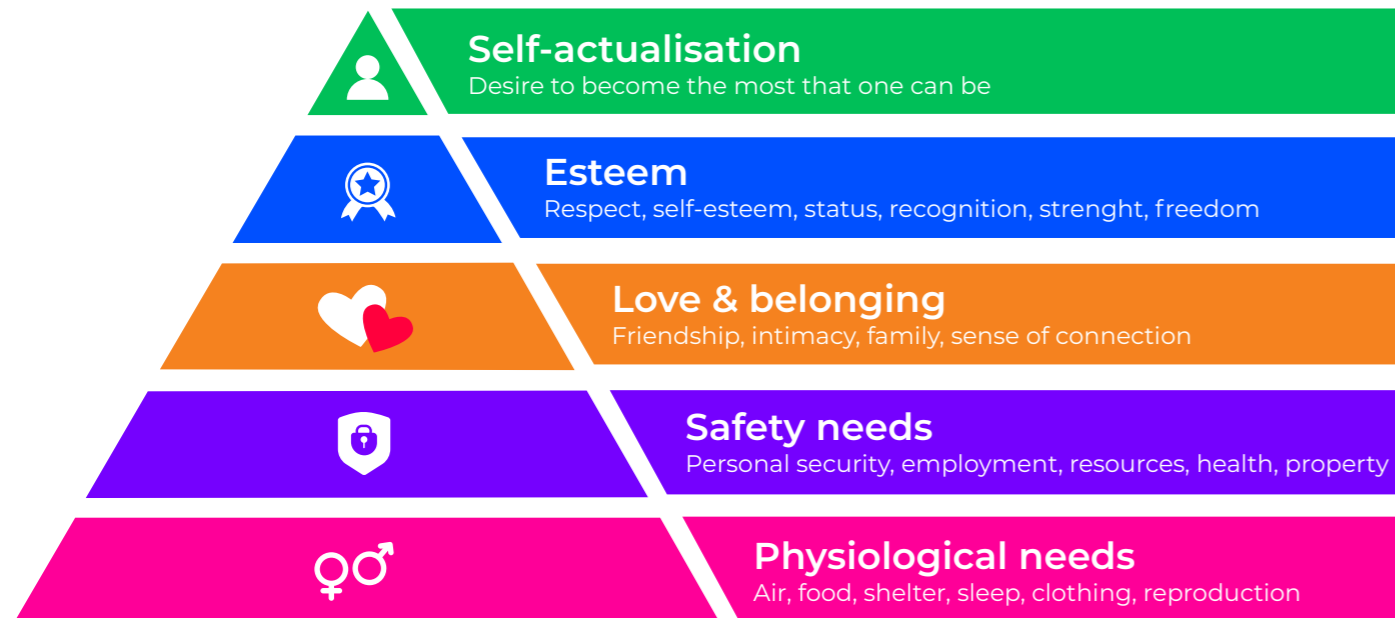 Self-actualisation
Desire to become the most that one can be
Esteem
Respect, self-esteem, status, recognition, strenght, freedom
Love & belonging
Friendship, intimacy, family, sense of connection
Safety needs
Personal security, employment, resources, health, property
Physiological needs
Air, food, shelter, sleep, clothing, reproduction